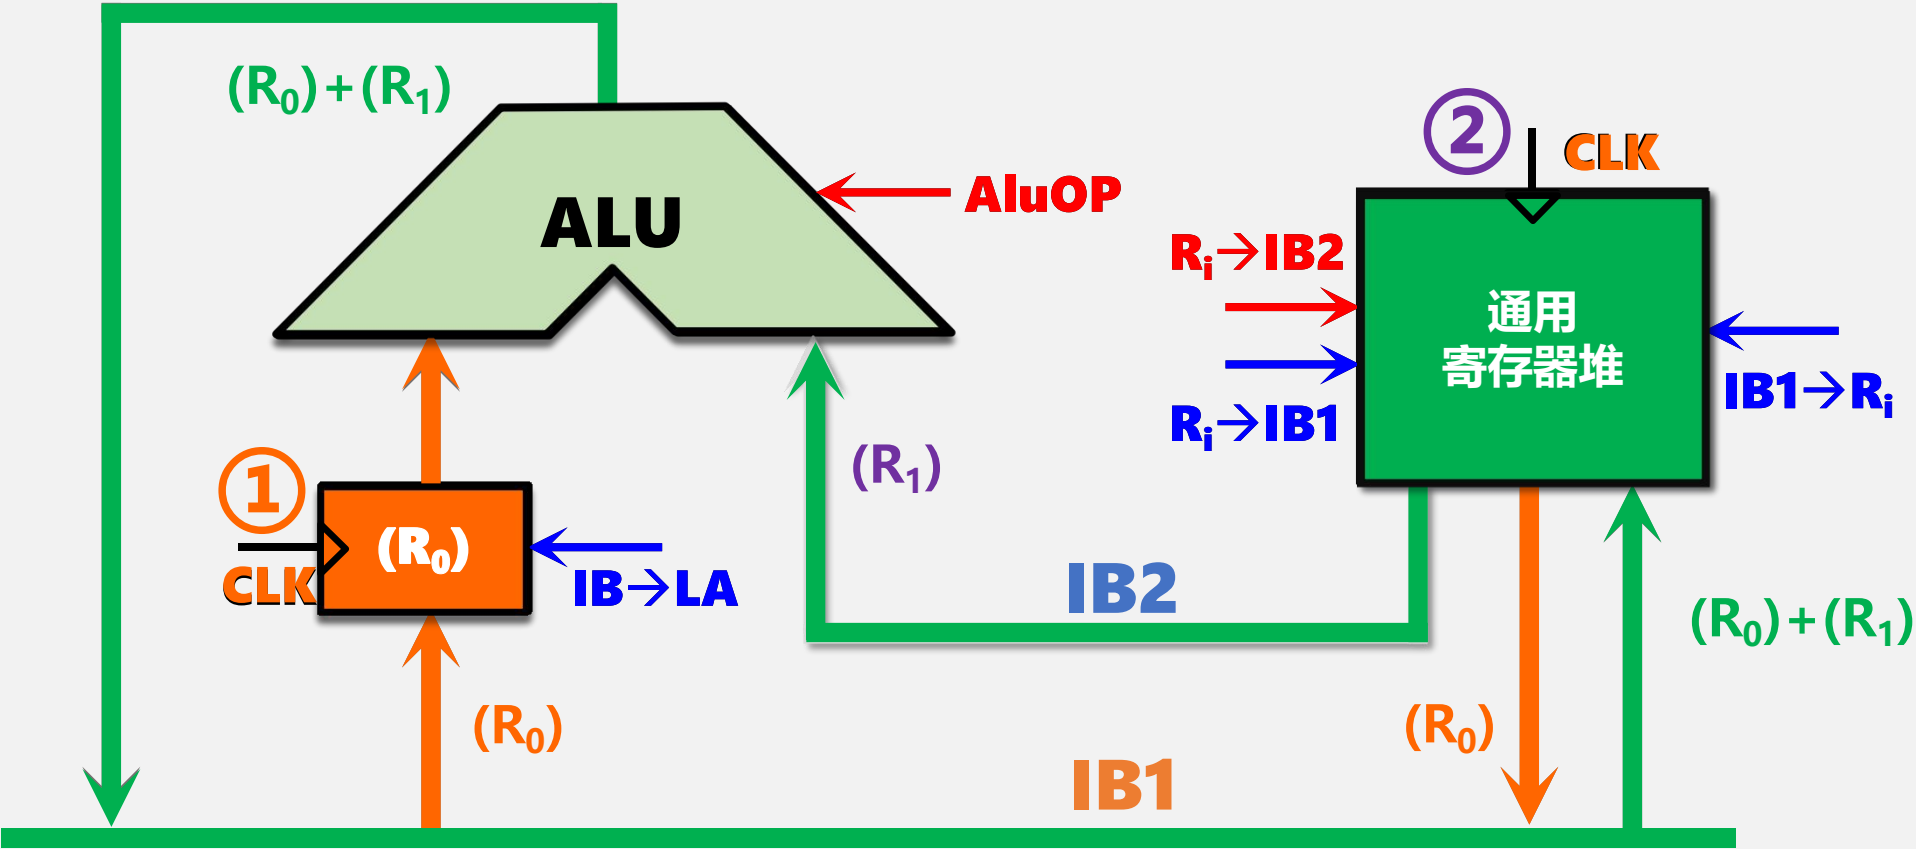 (R₀)+(R₁)
ALU
AluOP
②
CLK
Rᵢ→IB2
通用
寄存器堆
Rᵢ→IB1
IB1→Rᵢ
(R₁)
①
CLK
(R₀)
IB→LA
IB2
(R₀)+(R₁)
(R₀)
(R₀)
IB1